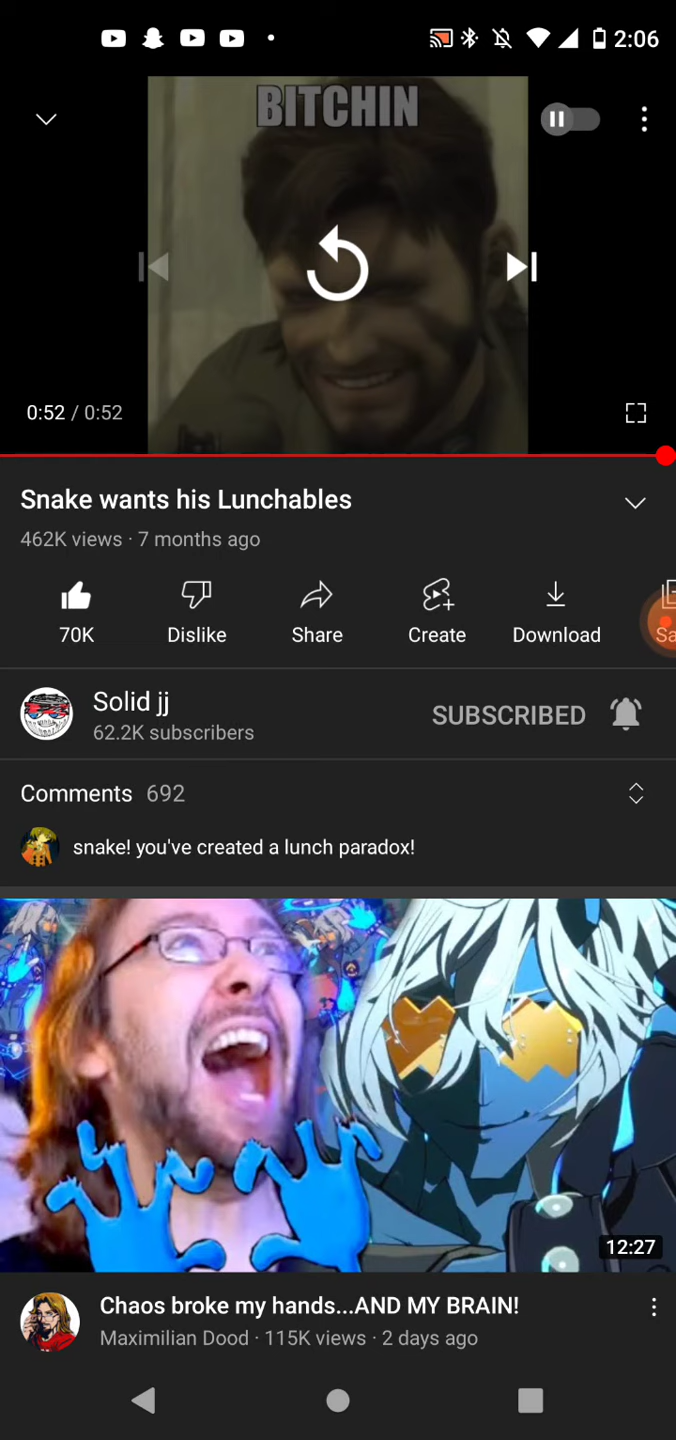 2:06
BITCHIN
0:52 / 0:52
Snake wants his Lunchables
462K views · 7 months ago
70K Dislike Share Create Download Sa
Solid jj
62.2K subscribers
SUBSCRIBED
Comments 692
snake! you've created a lunch paradox!
12:27
Chaos broke my hands...AND MY BRAIN!
Maximilian Dood · 115K views · 2 days ago